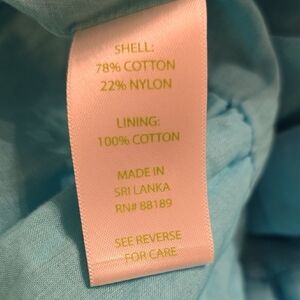 SHELL:
78% COTTON
22% NYLON
LINING:
100% COTTON
MADE IN
SRI LANKA
RN# 88189
SEE REVERSE
FOR CARE